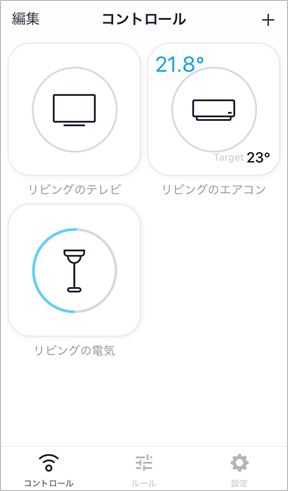 編集 コントロール +
21.8°
Target 23°
リビングのテレビ リビングのエアコン
リビングの電気
コントロール ルール 設定